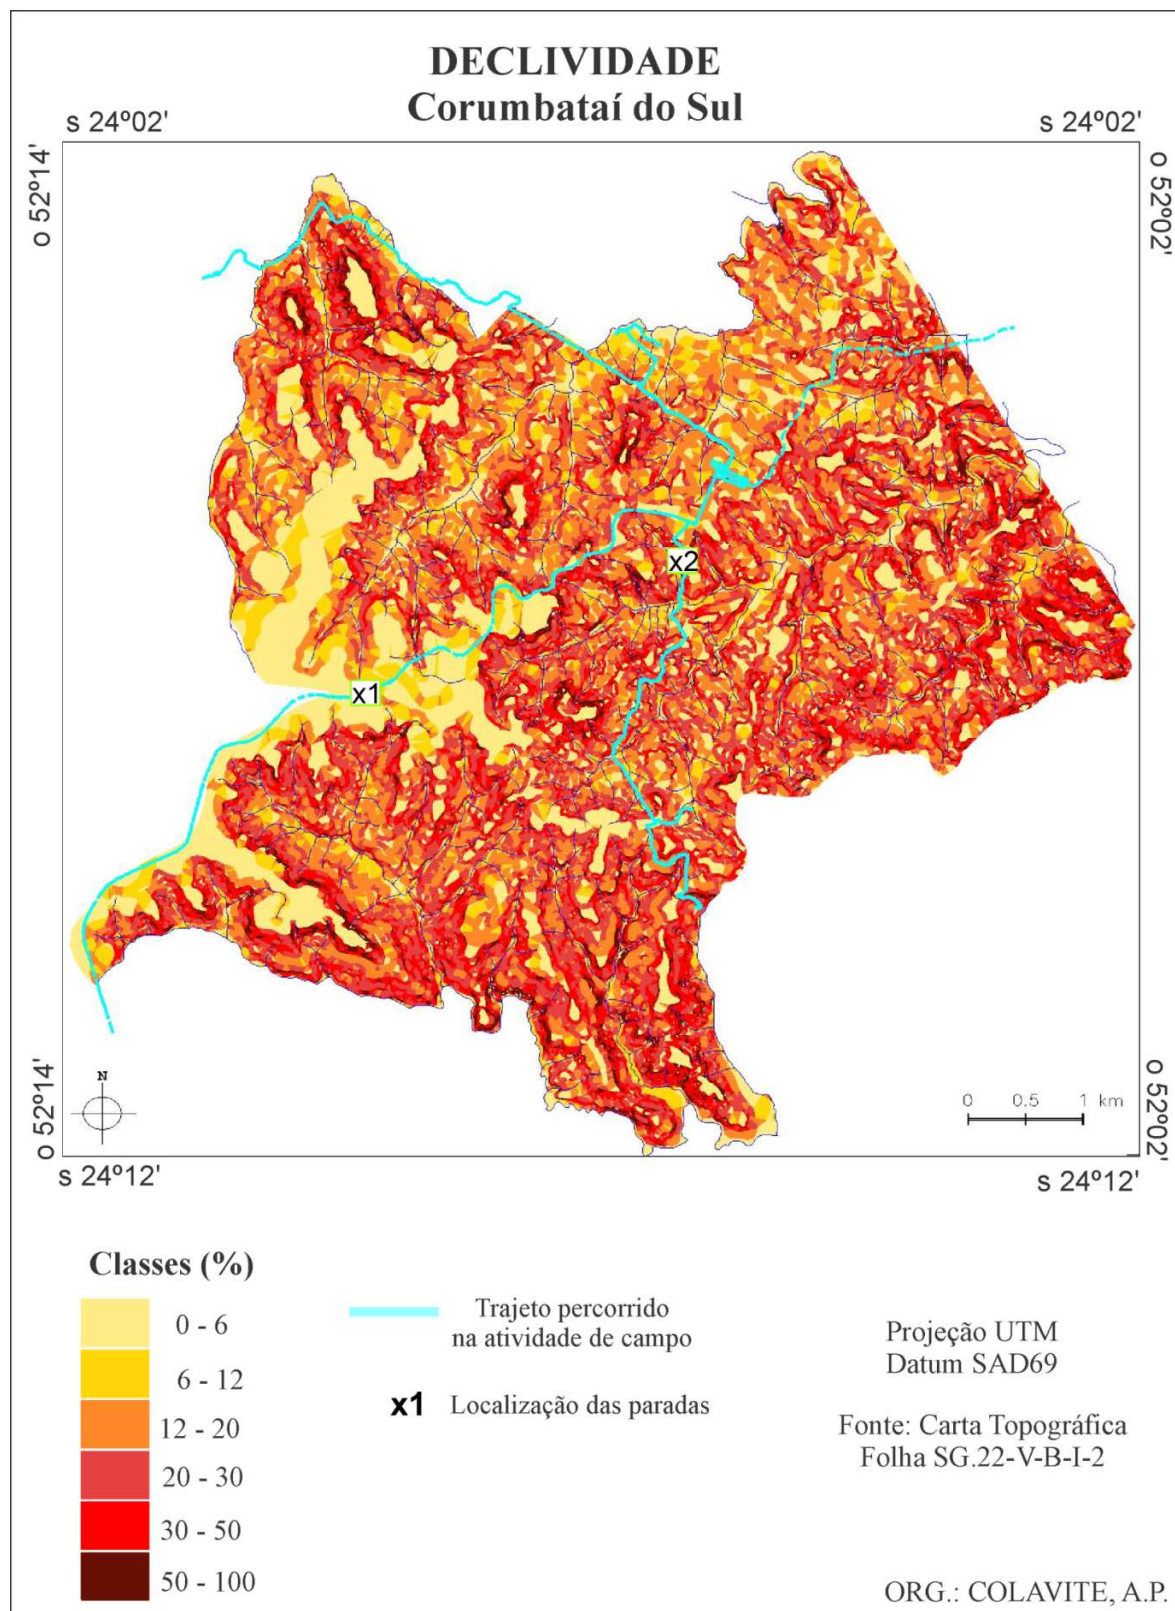 DECLIVIDADE
Corumbataí do Sul
s 24º02'
s 24º02'
o 52º14'
o 52º02'
x2
x1
N
0 0.5 1 km
o 52º14'
o 52º02'
s 24º12'
s 24º12'
Classes (%)
0 - 6
6 - 12
12 - 20
20 - 30
30 - 50
50 - 100
Trajeto percorrido
na atividade de campo
x1 Localização das paradas
Projeção UTM
Datum SAD69
Fonte: Carta Topográfica
Folha SG.22-V-B-I-2
ORG.: COLAVITE, A.P.